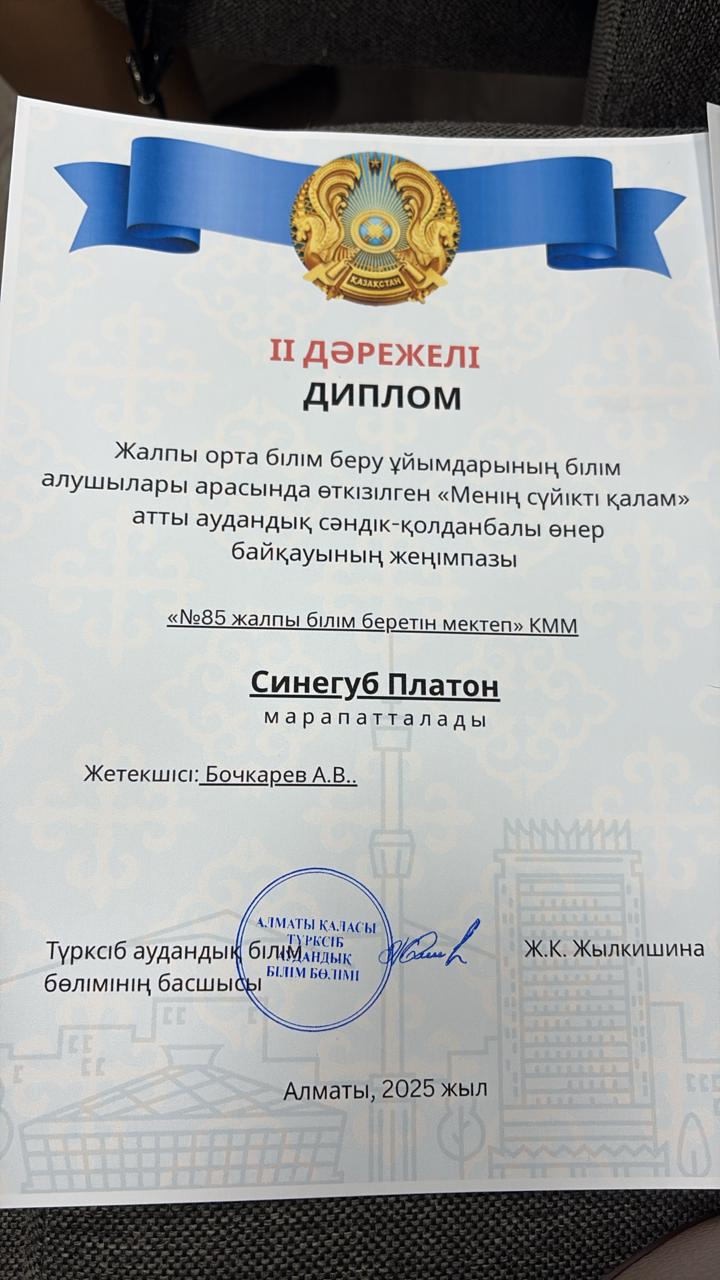 ҚАЗАҚСТАН
II ДӘРЕЖЕЛІ
ДИПЛОМ
Жалпы орта білім беру ұйымдарының білім
алушылары арасында өткізілген «Менің сүйікті қалам»
атты аудандық сәндік-қолданбалы өнер
байқауының жеңімпазы
«№85 жалпы білім беретін мектеп» КММ
Синегуб Платон
марапатталады
Жетекшісі: Бочкарев А.В..
Түрксіб аудандық білім
бөлімінің басшысы
АЛМАТЫ ҚАЛАСЫ
ТҮРКСІБ
АУДАНДЫҚ
БІЛІМ БӨЛІМІ
Ж.К. Жылкишина
Алматы, 2025 жыл